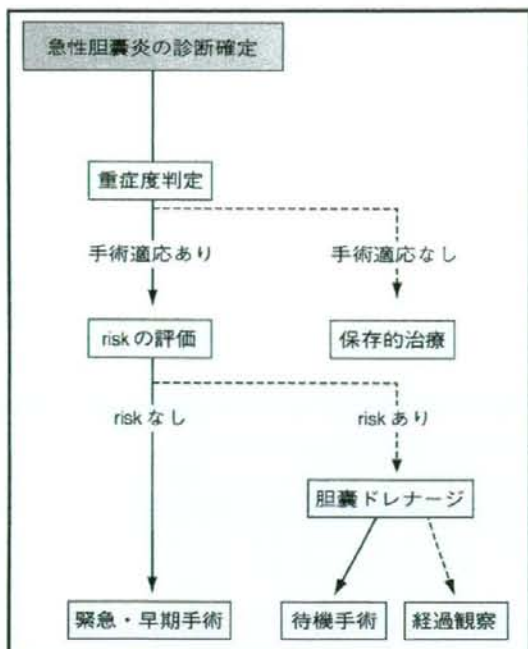 急性胆嚢炎の診断確定
重症度判定
手術適応あり
手術適応なし
riskの評価
保存的治療
riskなし
riskあり
胆嚢ドレナージ
緊急・早期手術
待機手術
経過観察